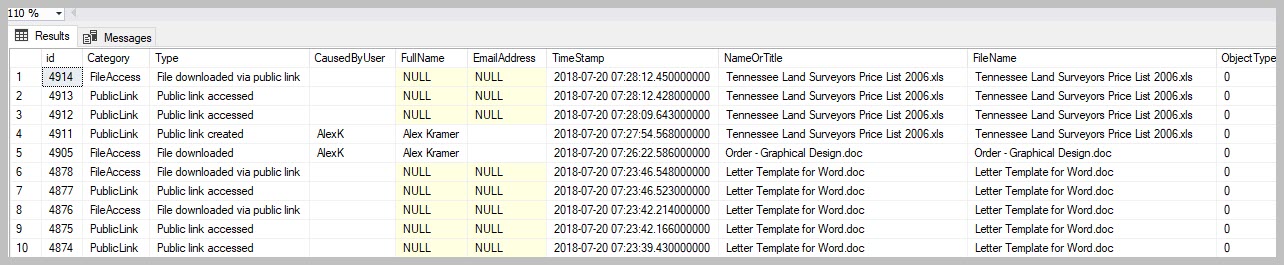 110 %
Results Messages
id Category Type CausedByUser FullName EmailAddress TimeStamp NameOrTitle FileName ObjectType
1 4914 FileAccess File downloaded via public link NULL NULL 2018-07-20 07:28:12.450000000 Tennessee Land Surveyors Price List 2006.xls Tennessee Land Surveyors Price List 2006.xls 0
2 4913 PublicLink Public link accessed NULL NULL 2018-07-20 07:28:12.428000000 Tennessee Land Surveyors Price List 2006.xls Tennessee Land Surveyors Price List 2006.xls 0
3 4912 PublicLink Public link accessed NULL NULL 2018-07-20 07:28:09.643000000 Tennessee Land Surveyors Price List 2006.xls Tennessee Land Surveyors Price List 2006.xls 0
4 4911 PublicLink Public link created AlexK Alex Kramer 2018-07-20 07:27:54.568000000 Tennessee Land Surveyors Price List 2006.xls Tennessee Land Surveyors Price List 2006.xls 0
5 4905 FileAccess File downloaded AlexK Alex Kramer 2018-07-20 07:26:22.586000000 Order - Graphical Design.doc Order - Graphical Design.doc 0
6 4878 FileAccess File downloaded via public link NULL NULL 2018-07-20 07:23:46.548000000 Letter Template for Word.doc Letter Template for Word.doc 0
7 4877 PublicLink Public link accessed NULL NULL 2018-07-20 07:23:46.523000000 Letter Template for Word.doc Letter Template for Word.doc 0
8 4876 FileAccess File downloaded via public link NULL NULL 2018-07-20 07:23:42.214000000 Letter Template for Word.doc Letter Template for Word.doc 0
9 4875 PublicLink Public link accessed NULL NULL 2018-07-20 07:23:42.166000000 Letter Template for Word.doc Letter Template for Word.doc 0
10 4874 PublicLink Public link accessed NULL NULL 2018-07-20 07:23:39.430000000 Letter Template for Word.doc Letter Template for Word.doc 0